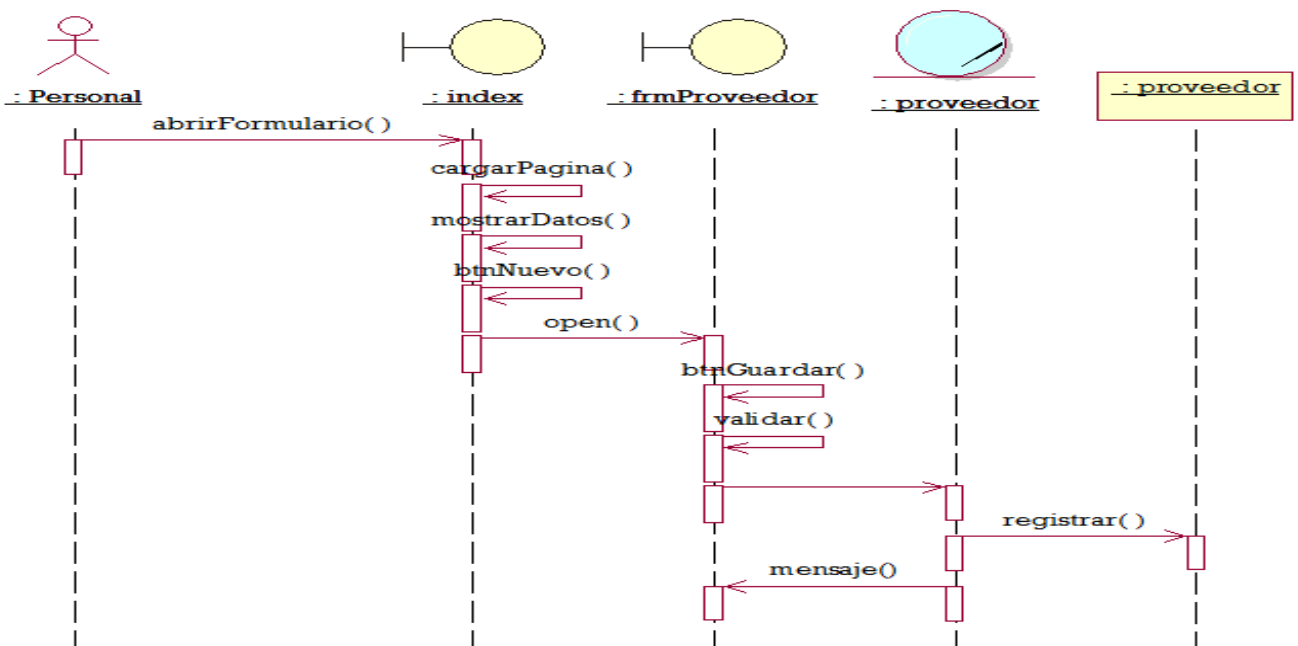 : Personal
: index
: frmProveedor
: proveedor
: proveedor
abrirFormulario( )
cargarPagina( )
mostrarDatos( )
btnNuevo( )
open( )
btnGuardar( )
validar( )
registrar( )
mensaje()